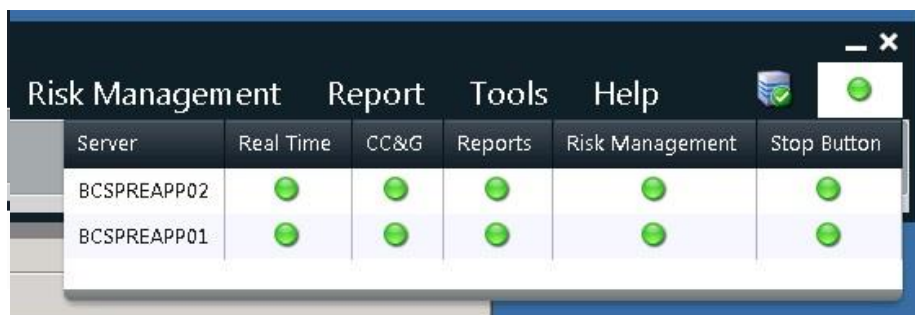 Risk Management Report Tools Help
Server Real Time CC&G Reports Risk Management Stop Button
BCSPREAPP02
BCSPREAPP01